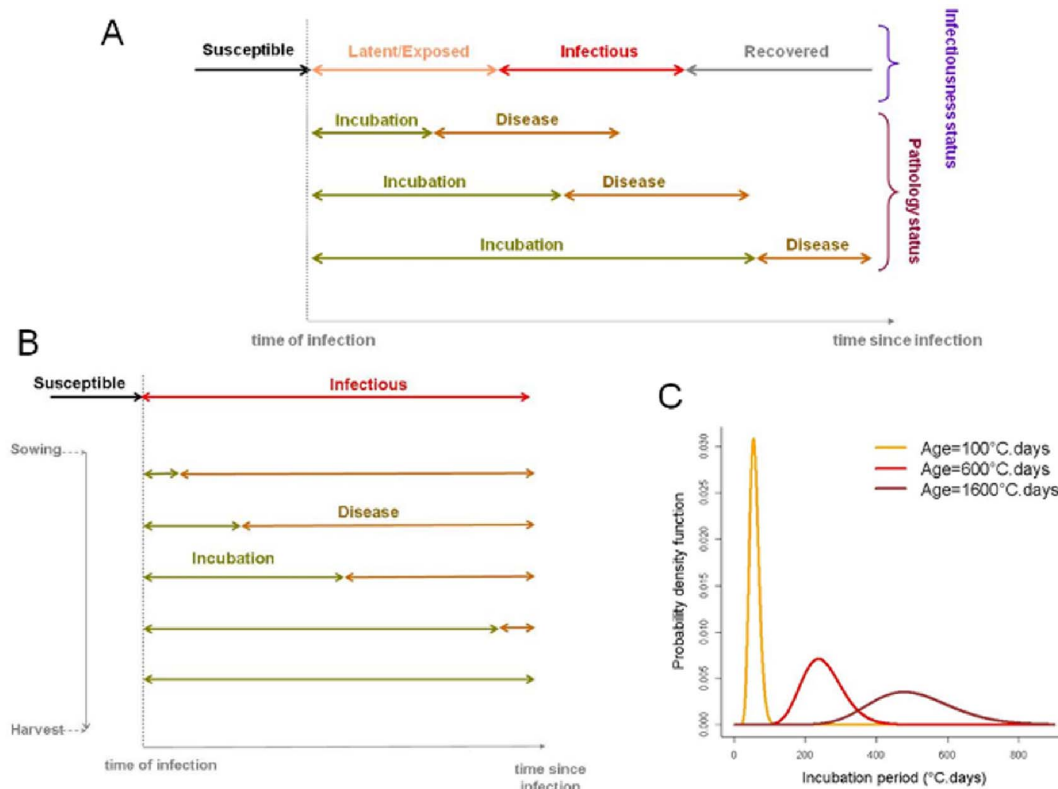 A
Susceptible
Latent/Exposed
Infectious
Recovered
Infectiousness status
Incubation
Disease
Incubation
Disease
Incubation
Disease
Pathology status
time of infection
time since infection
B
Susceptible
Infectious
Sowing
Disease
Incubation
Harvest
time of infection
time since
infection
C
Age=100°C.days
Age=600°C.days
Age=1600°C.days
Probability density function
0.030
0.025
0.020
0.015
0.010
0.005
0.000
0
200
400
600
800
Incubation period (°C.days)